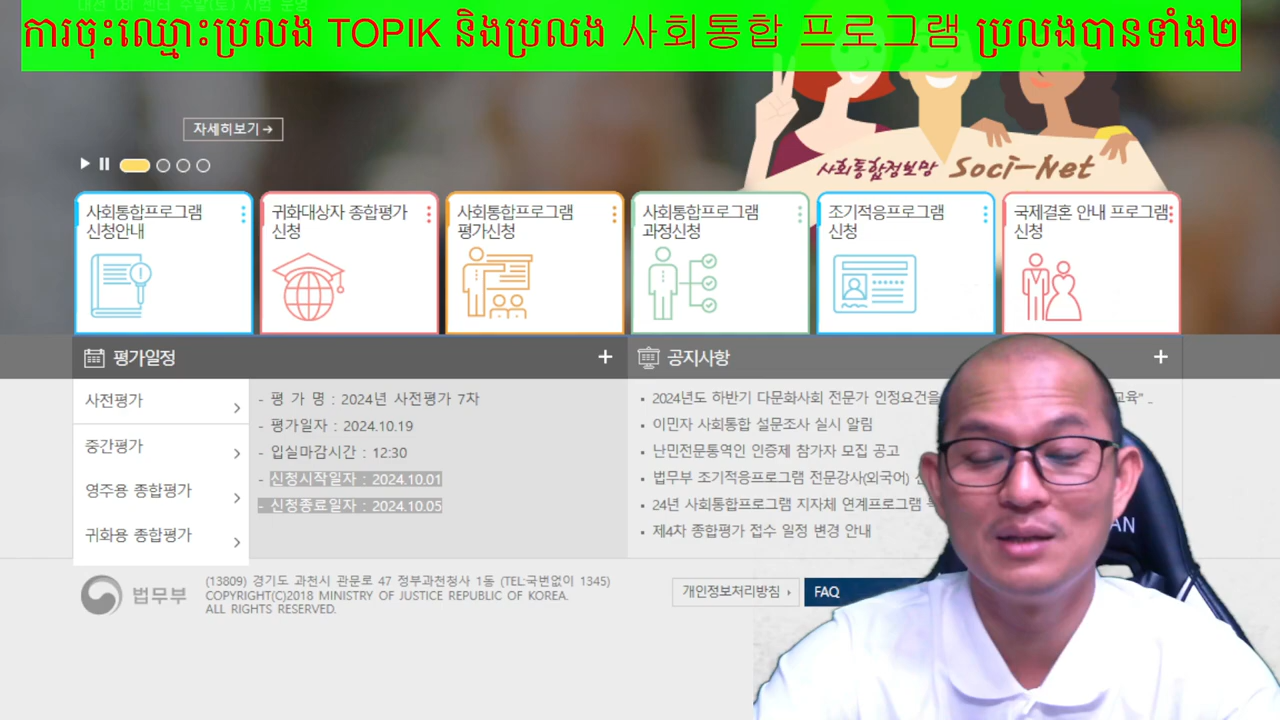 ការចុះឈ្មោះប្រលង TOPIK និងប្រលង 사회통합 프로그램 ប្រលងបានទាំង២
자세히보기→
사회통합정보망 Soci-Net
사회통합프로그램
신청안내
귀화대상자 종합평가
신청
사회통합프로그램
평가신청
사회통합프로그램
과정신청
조기적응프로그램
신청
국제결혼 안내 프로그램
신청
평가일정
+
공지사항
+
사전평가
중간평가
영주용 종합평가
귀화용 종합평가
- 평 가 명 : 2024년 사전평가 7차
- 평가일자 : 2024.10.19
- 입실마감시간 : 12:30
- 신청시작일자 : 2024.10.01
- 신청종료일자 : 2024.10.05
2024년도 하반기 다문화사회 전문가 인정요건을
이민자 사회통합 설문조사 실시 알림
난민전문통역인 인증제 참가자 모집 공고
법무부 조기적응프로그램 전문강사(외국어)
24년 사회통합프로그램 지자체 연계프로그램
제4차 종합평가 접수 일정 변경 안내
법무부
(13809) 경기도 과천시 관문로 47 정부과천청사 1동 (TEL:국번없이 1345)
COPYRIGHT(C)2018 MINISTRY OF JUSTICE REPUBLIC OF KOREA.
ALL RIGHTS RESERVED.
개인정보처리방침
FAQ